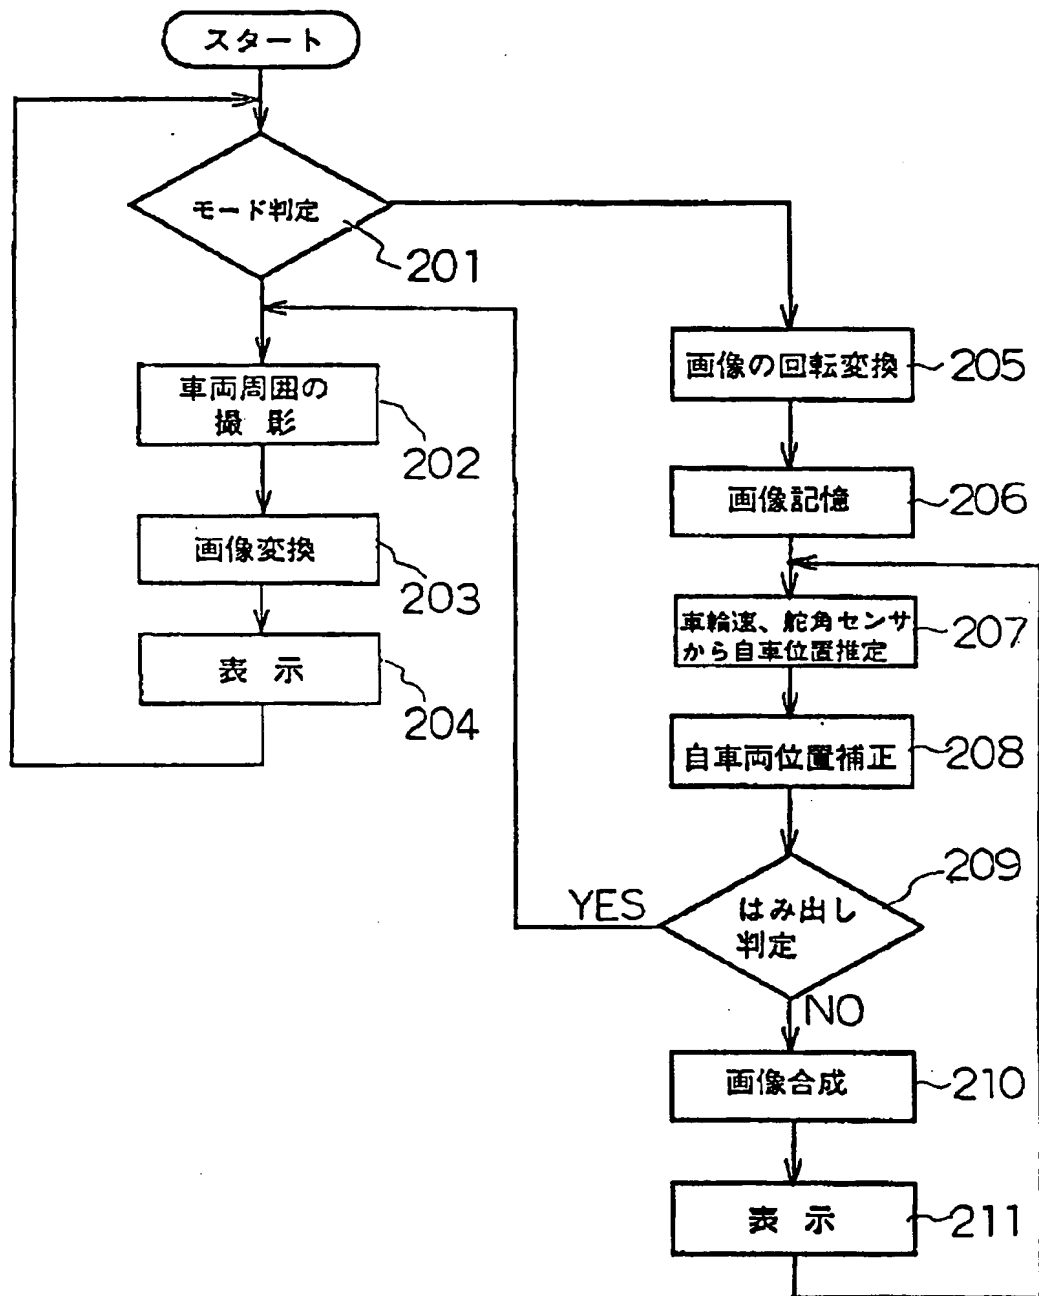 スタート
モード判定
201
車両周囲の
撮 影
202
画像変換
203
表 示
204
画像の回転変換
205
画像記憶
206
車輪速、舵角センサ
から自車位置推定
207
自車両位置補正
208
はみ出し
判定
209
YES
NO
画像合成
210
表 示
211